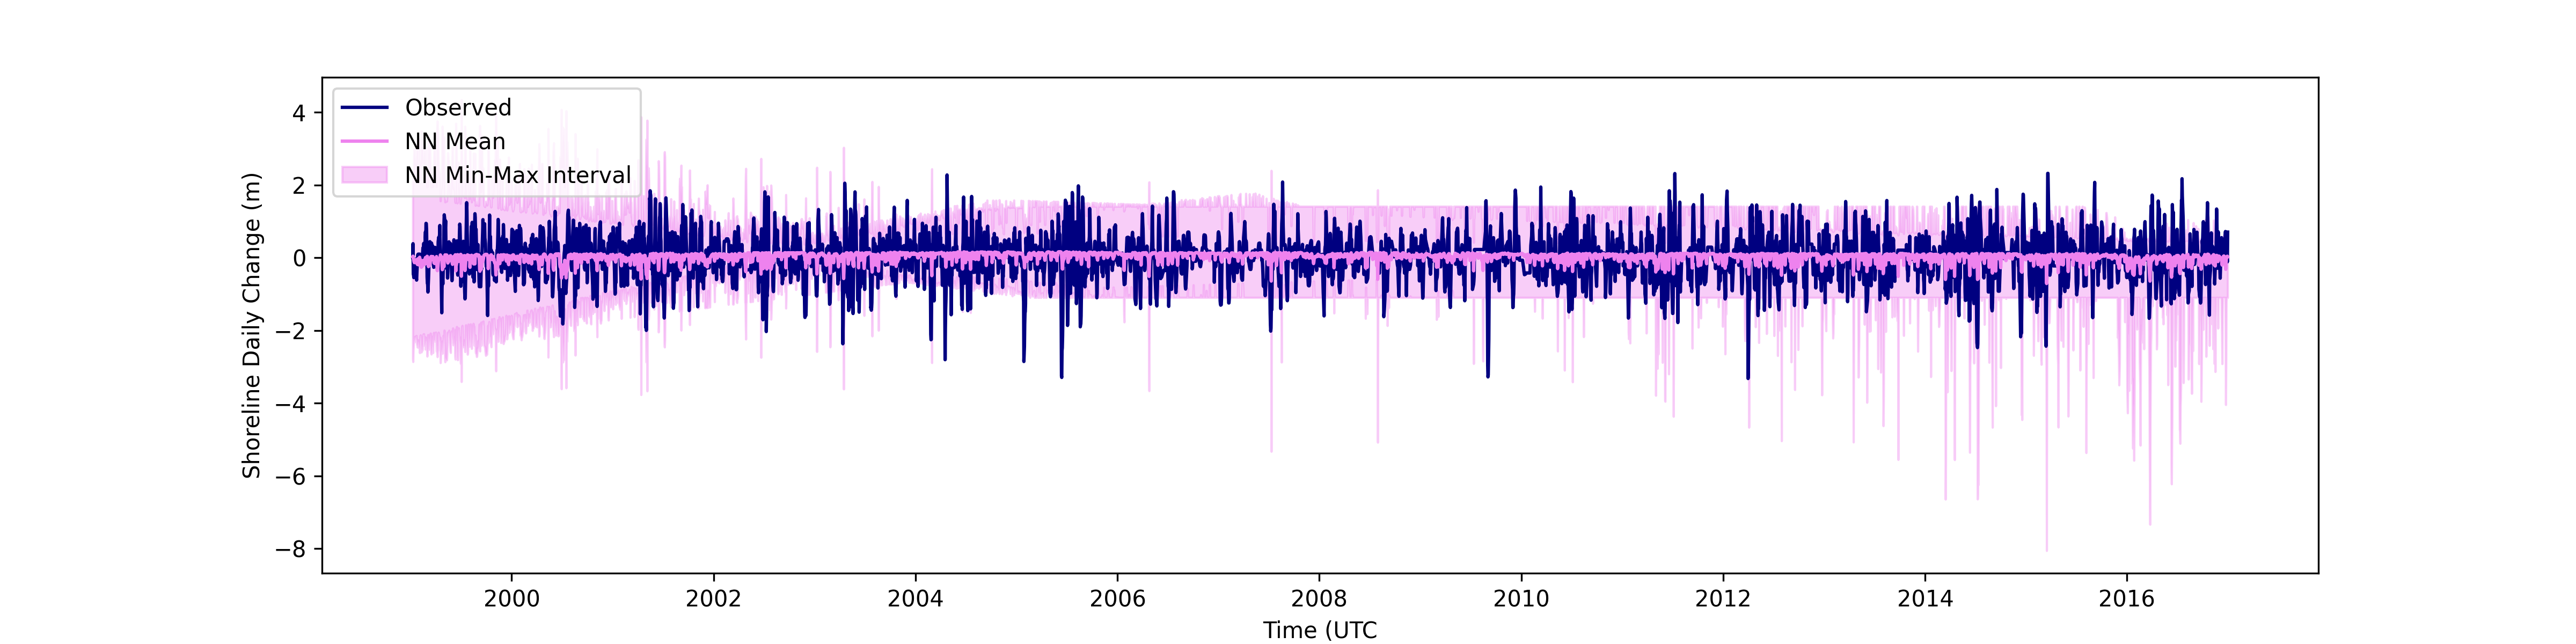 Observed
NN Mean
NN Min-Max Interval
4
2
0
−2
−4
−6
−8
Shoreline Daily Change (m)
2000 2002 2004 2006 2008 2010 2012 2014 2016
Time (UTC